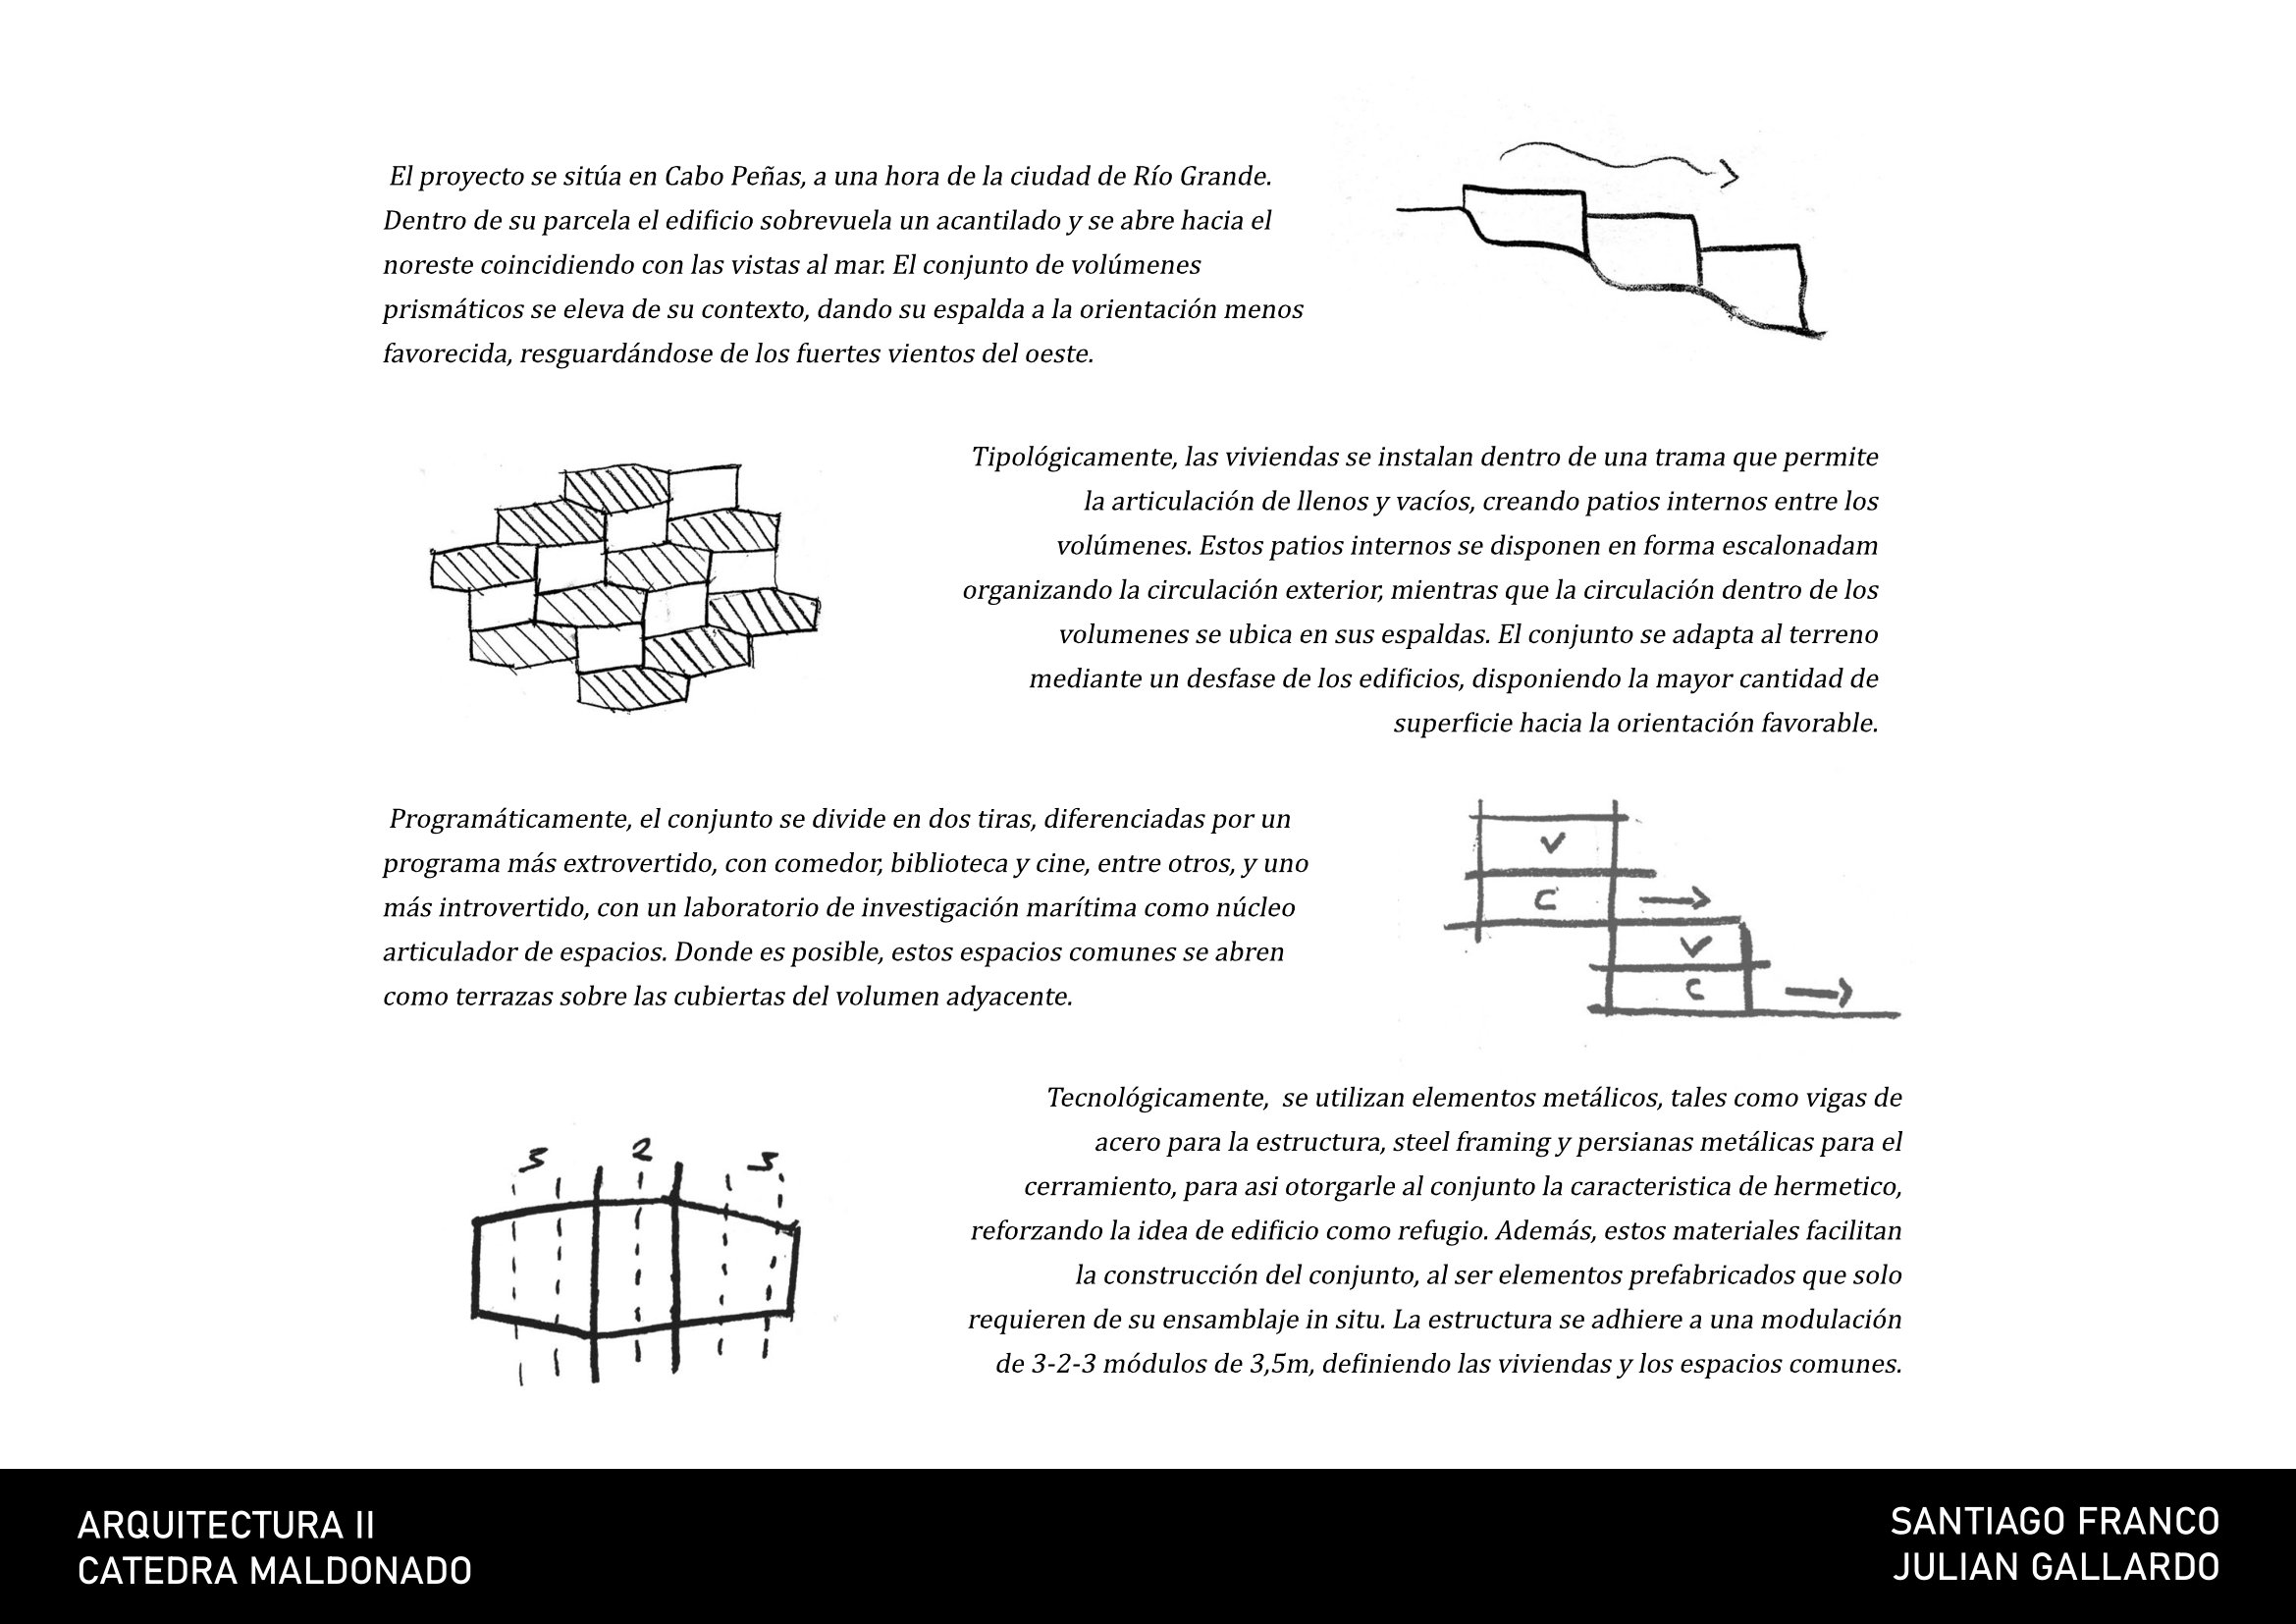 El proyecto se sitúa en Cabo Peñas, a una hora de la ciudad de Río Grande.
Dentro de su parcela el edificio sobrevuela un acantilado y se abre hacia el
noreste coincidiendo con las vistas al mar. El conjunto de volúmenes
prismáticos se eleva de su contexto, dando su espalda a la orientación menos
favorecida, resguardándose de los fuertes vientos del oeste.
Tipológicamente, las viviendas se instalan dentro de una trama que permite
la articulación de llenos y vacíos, creando patios internos entre los
volúmenes. Estos patios internos se disponen en forma escalonadam
organizando la circulación exterior, mientras que la circulación dentro de los
volumenes se ubica en sus espaldas. El conjunto se adapta al terreno
mediante un desfase de los edificios, disponiendo la mayor cantidad de
superficie hacia la orientación favorable.
Programáticamente, el conjunto se divide en dos tiras, diferenciadas por un
programa más extrovertido, con comedor, biblioteca y cine, entre otros, y uno
más introvertido, con un laboratorio de investigación marítima como núcleo
articulador de espacios. Donde es posible, estos espacios comunes se abren
como terrazas sobre las cubiertas del volumen adyacente.
V
C
V
C
Tecnológicamente,  se utilizan elementos metálicos, tales como vigas de
acero para la estructura, steel framing y persianas metálicas para el
cerramiento, para asi otorgarle al conjunto la caracteristica de hermetico,
reforzando la idea de edificio como refugio. Además, estos materiales facilitan
la construcción del conjunto, al ser elementos prefabricados que solo
requieren de su ensamblaje in situ. La estructura se adhiere a una modulación
de 3-2-3 módulos de 3,5m, definiendo las viviendas y los espacios comunes.
3 2 3
ARQUITECTURA II
CATEDRA MALDONADO
SANTIAGO FRANCO
JULIAN GALLARDO